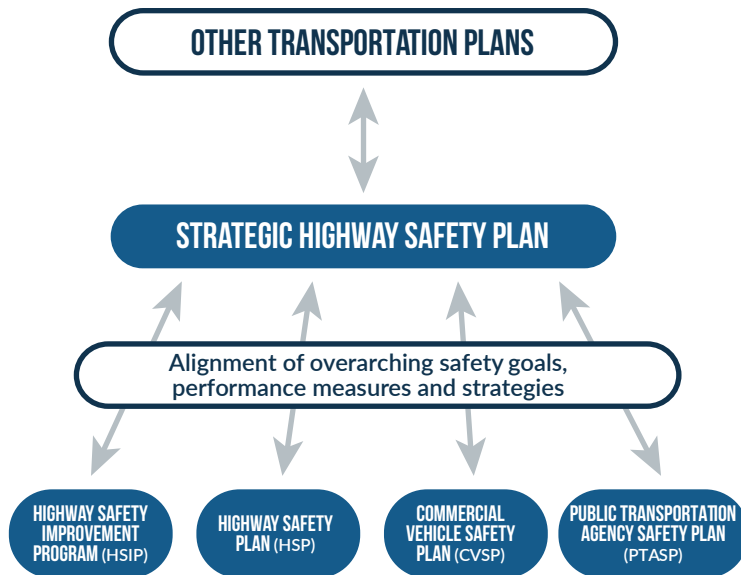 OTHER TRANSPORTATION PLANS
STRATEGIC HIGHWAY SAFETY PLAN
Alignment of overarching safety goals,
performance measures and strategies
HIGHWAY SAFETY
IMPROVEMENT
PROGRAM (HSIP)
HIGHWAY SAFETY
PLAN (HSP)
COMMERCIAL
VEHICLE SAFETY
PLAN (CVSP)
PUBLIC TRANSPORTATION
AGENCY SAFETY PLAN
(PTASP)